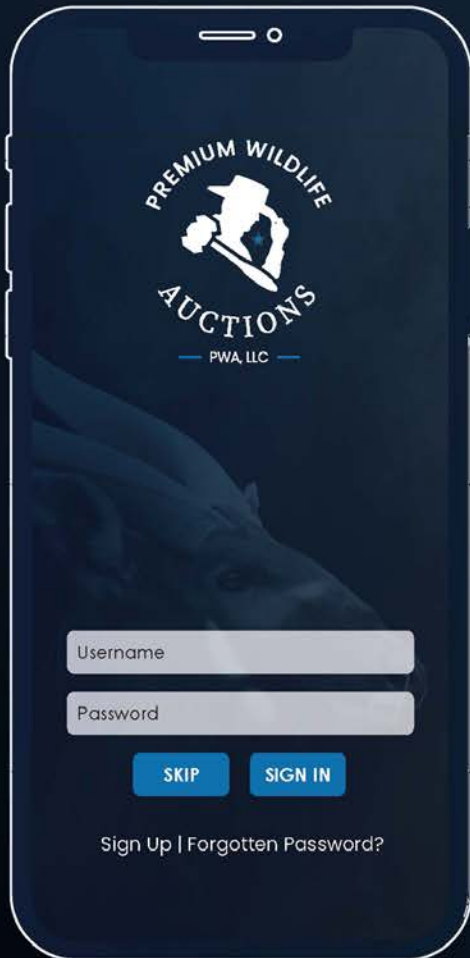 PREMIUM WILDLIFE
AUCTIONS
PWA, LLC
Username
Password
SKIP SIGN IN
Sign Up | Forgotten Password?